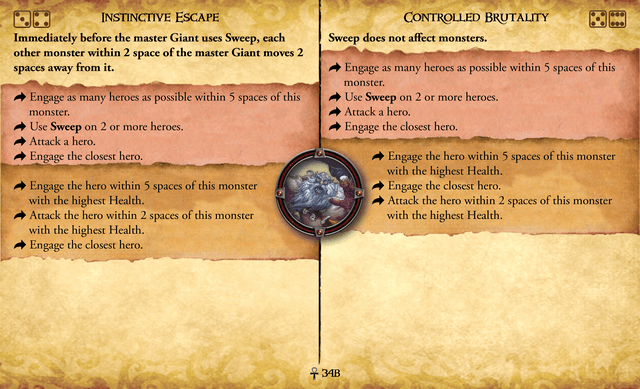 Instinctive Escape
Immediately before the master Giant uses Sweep, each
other monster within 2 space of the master Giant moves 2
spaces away from it.
Engage as many heroes as possible within 5 spaces of this
monster.
Use Sweep on 2 or more heroes.
Attack a hero.
Engage the closest hero.
Engage the hero within 5 spaces of this monster
with the highest Health.
Attack the hero within 2 spaces of this monster
with the highest Health.
Engage the closest hero.
Controlled Brutality
Sweep does not affect monsters.
Engage as many heroes as possible within 5 spaces of this
monster.
Use Sweep on 2 or more heroes.
Attack a hero.
Engage the closest hero.
Engage the hero within 5 spaces of this monster
with the highest Health.
Engage the closest hero.
Attack the hero within 2 spaces of this monster
with the highest Health.
34B